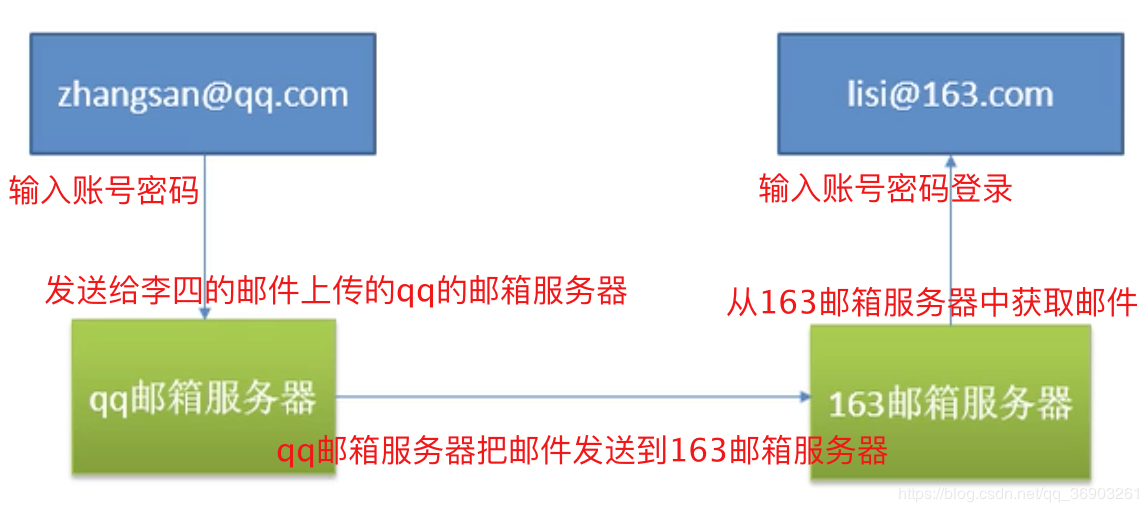 zhangsan@qq.com
lisi@163.com
输入账号密码
输入账号密码登录
发送给李四的邮件上传的qq的邮箱服务器
从163邮箱服务器中获取邮件
qq邮箱服务器
163邮箱服务器
qq邮箱服务器把邮件发送到163邮箱服务器
https://blog.csdn.net/qq_36903261